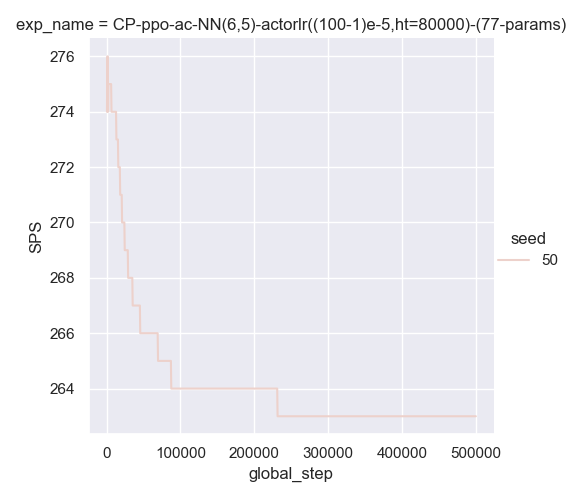 exp_name = CP-ppo-ac-NN(6,5)-actorlr((100-1)e-5,ht=80000)-(77-params)
276
274
272
270
268
266
264
SPS
0 100000 200000 300000 400000 500000
global_step
seed
50